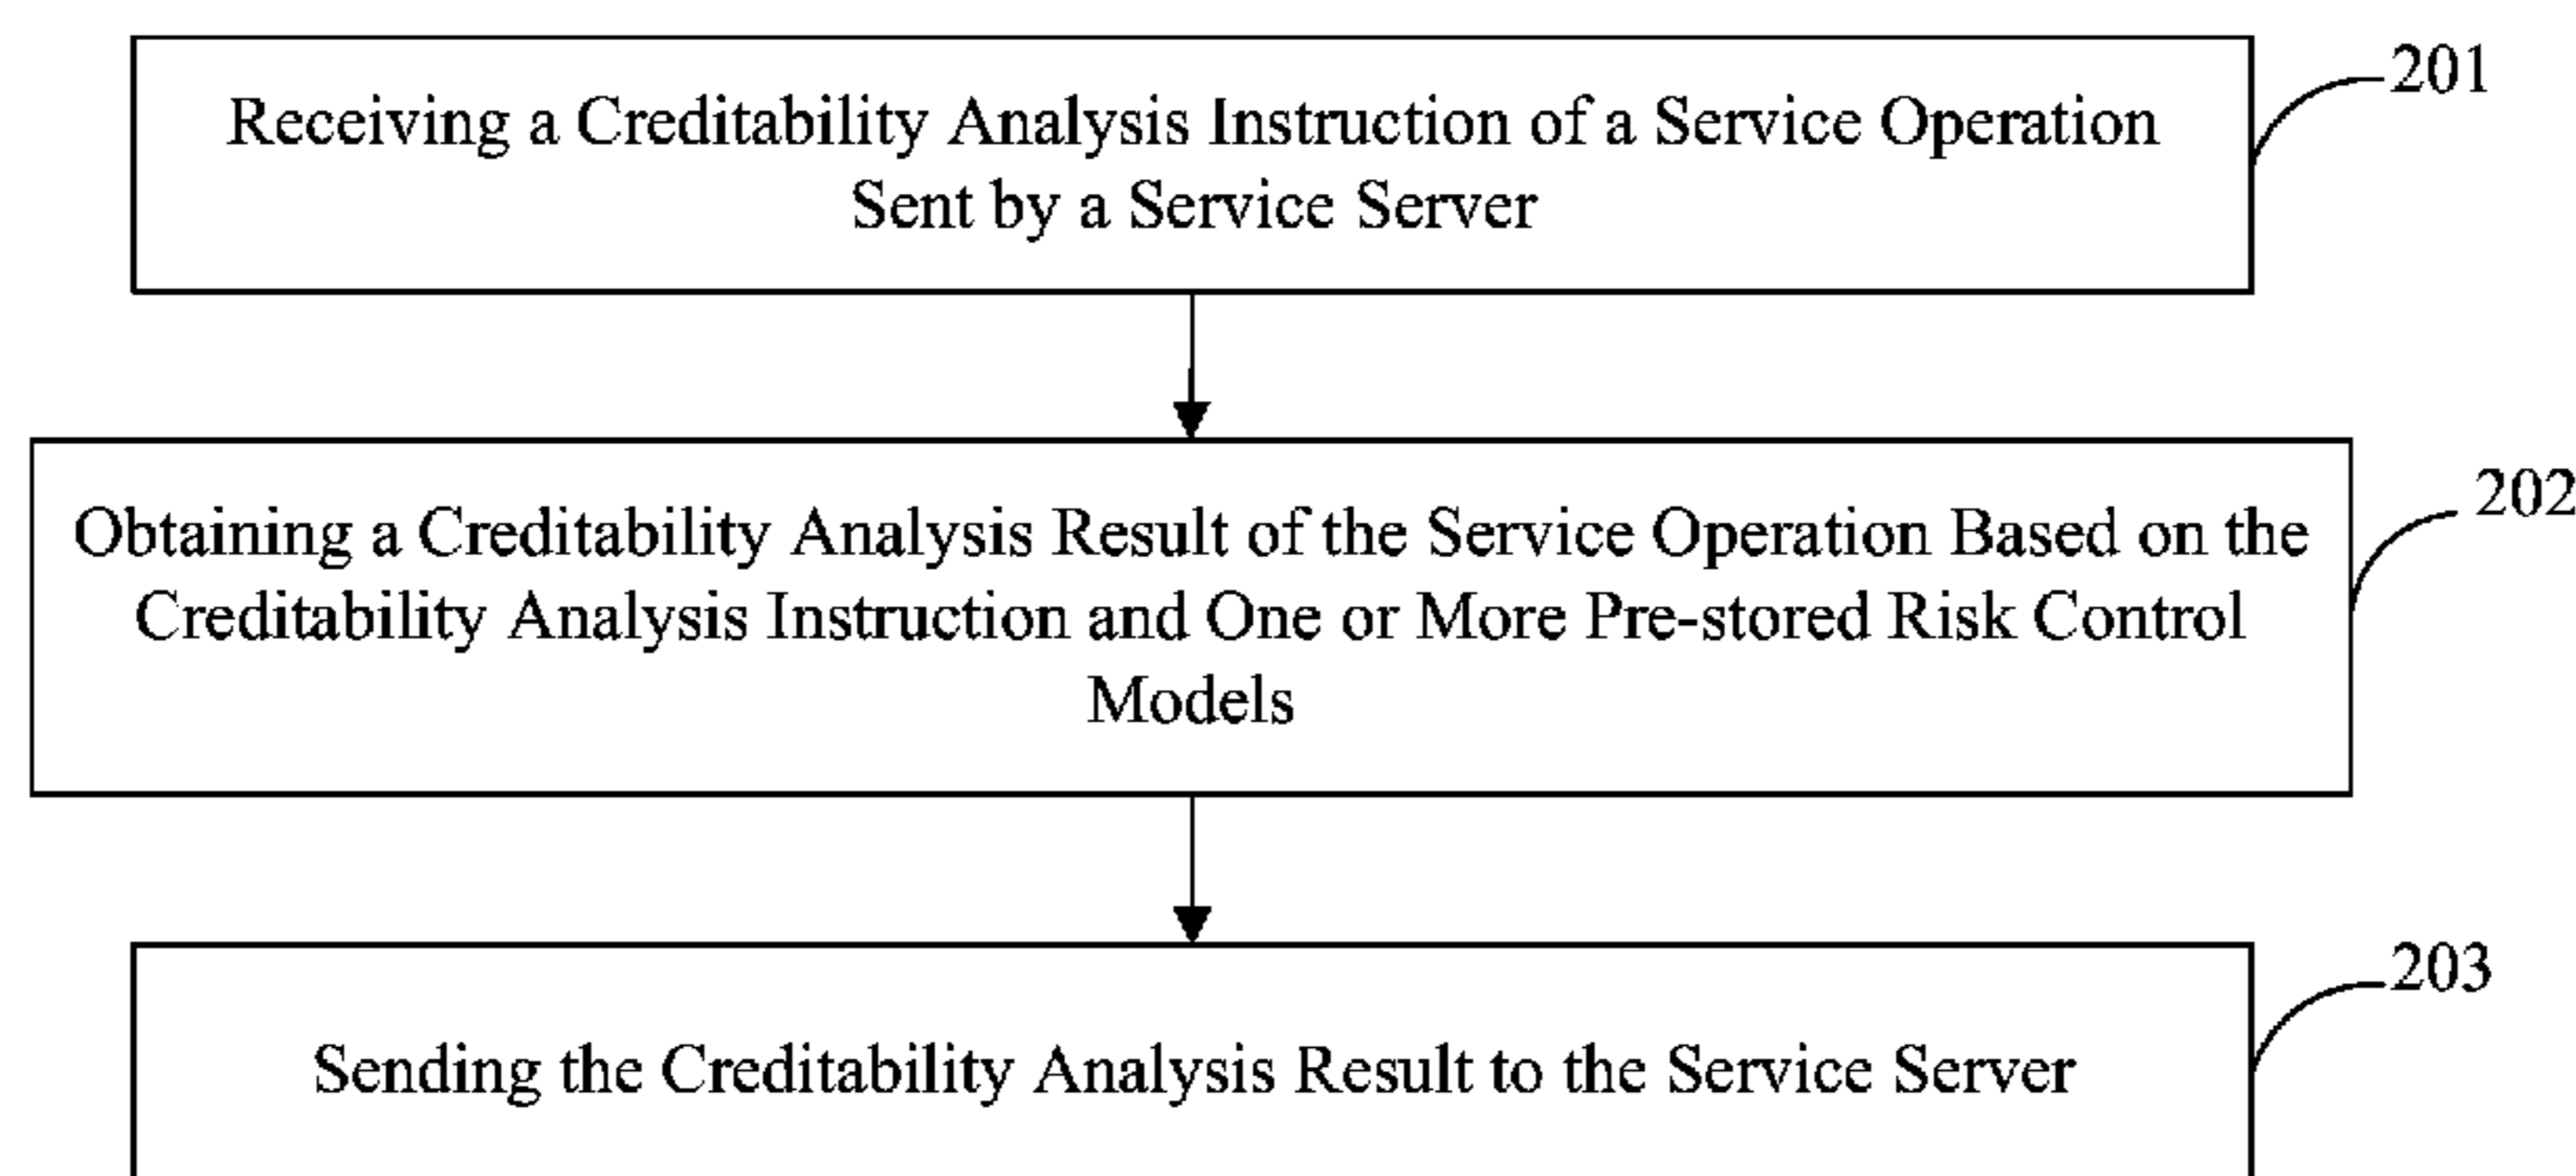 201
Receiving a Creditability Analysis Instruction of a Service Operation
Sent by a Service Server
202
Obtaining a Creditability Analysis Result of the Service Operation Based on the
Creditability Analysis Instruction and One or More Pre-stored Risk Control
Models
203
Sending the Creditability Analysis Result to the Service Server